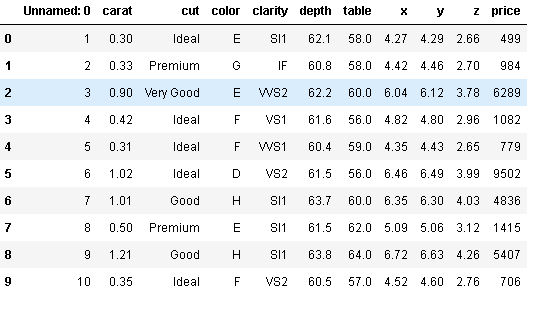 Unnamed: 0 carat cut color clarity depth table x y z price
0 1 0.30 Ideal E SI1 62.1 58.0 4.27 4.29 2.66 499
1 2 0.33 Premium G IF 60.8 58.0 4.42 4.46 2.70 984
2 3 0.90 Very Good E VVS2 62.2 60.0 6.04 6.12 3.78 6289
3 4 0.42 Ideal F VS1 61.6 56.0 4.82 4.80 2.96 1082
4 5 0.31 Ideal F VVS1 60.4 59.0 4.35 4.43 2.65 779
5 6 1.02 Ideal D VS2 61.5 56.0 6.46 6.49 3.99 9502
6 7 1.01 Good H SI1 63.7 60.0 6.35 6.30 4.03 4836
7 8 0.50 Premium E SI1 61.5 62.0 5.09 5.06 3.12 1415
8 9 1.21 Good H SI1 63.8 64.0 6.72 6.63 4.26 5407
9 10 0.35 Ideal F VS2 60.5 57.0 4.52 4.60 2.76 706